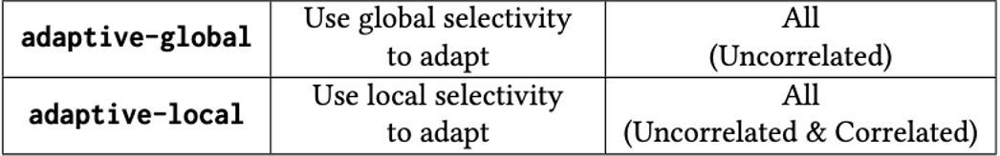 adaptive-global
Use global selectivity
to adapt
All
(Uncorrelated)
adaptive-local
Use local selectivity
to adapt
All
(Uncorrelated & Correlated)